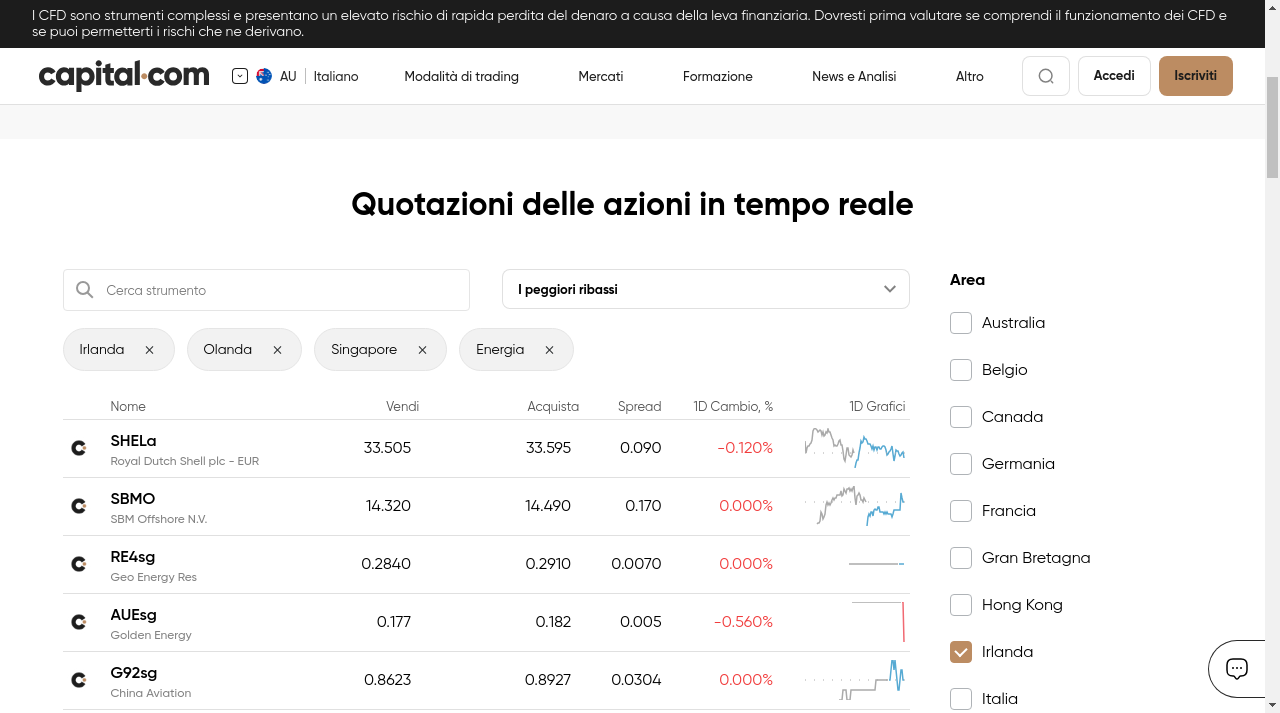 I CFD sono strumenti complessi e presentano un elevato rischio di rapida perdita del denaro a causa della leva finanziaria. Dovresti prima valutare se comprendi il funzionamento dei CFD e
se puoi permetterti i rischi che ne derivano.
capital.com AU Italiano Modalità di trading Mercati Formazione News e Analisi Altro Accedi Iscriviti
Quotazioni delle azioni in tempo reale
Cerca strumento
I peggiori ribassi
Irlanda Olanda Singapore Energia
Nome Vendi Acquista Spread 1D Cambio, % 1D Grafici
SHELa 33.505 33.595 0.090 -0.120%
Royal Dutch Shell plc - EUR
SBMO 14.320 14.490 0.170 0.000%
SBM Offshore N.V.
RE4sg 0.2840 0.2910 0.0070 0.000%
Geo Energy Res
AUEsg 0.177 0.182 0.005 -0.560%
Golden Energy
G92sg 0.8623 0.8927 0.0304 0.000%
China Aviation
Area
Australia
Belgio
Canada
Germania
Francia
Gran Bretagna
Hong Kong
Irlanda
Italia